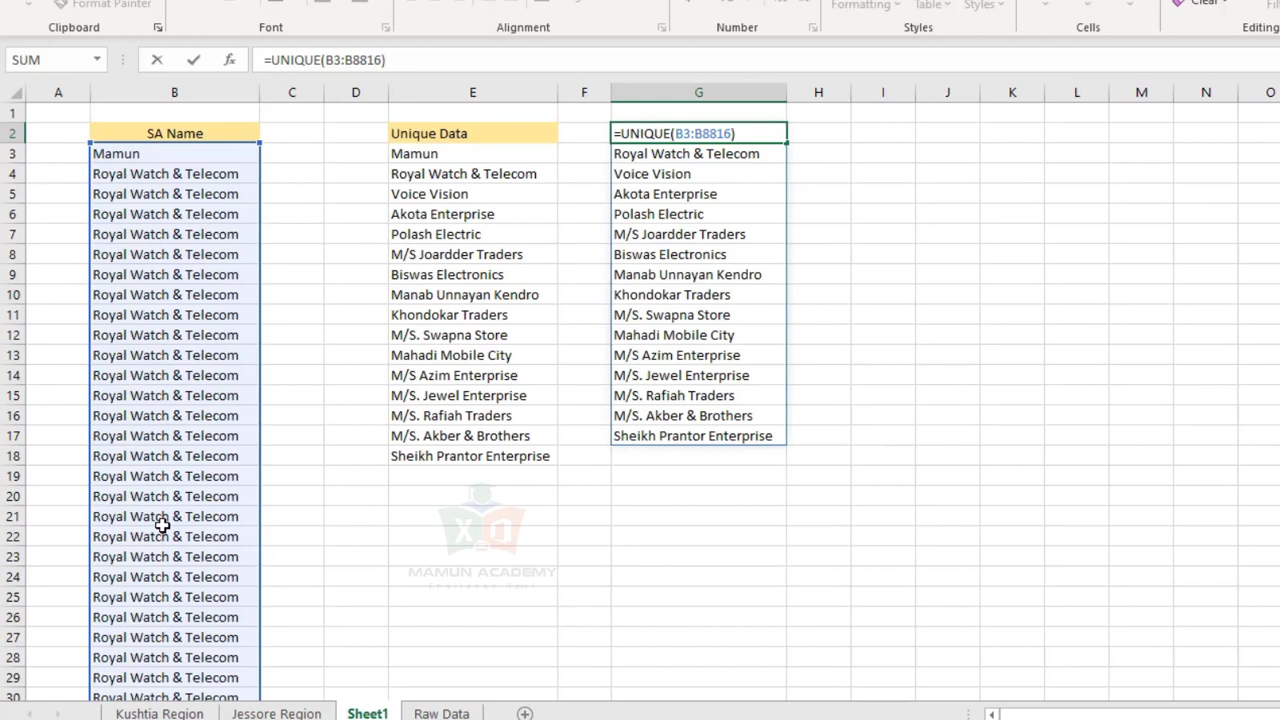 Format Painter
Formatting Table Styles Clear
Clipboard Font Alignment Number Styles Cells Editing
SUM =UNIQUE(B3:B8816)
A B C D E F G H I J K L M N O
1
2 SA Name Unique Data =UNIQUE(B3:B8816)
3 Mamun Mamun Royal Watch & Telecom
4 Royal Watch & Telecom Royal Watch & Telecom Voice Vision
5 Royal Watch & Telecom Voice Vision Akota Enterprise
6 Royal Watch & Telecom Akota Enterprise Polash Electric
7 Royal Watch & Telecom Polash Electric M/S Joardder Traders
8 Royal Watch & Telecom M/S Joardder Traders Biswas Electronics
9 Royal Watch & Telecom Biswas Electronics Manab Unnayan Kendro
10 Royal Watch & Telecom Manab Unnayan Kendro Khondokar Traders
11 Royal Watch & Telecom Khondokar Traders M/S. Swapna Store
12 Royal Watch & Telecom M/S. Swapna Store Mahadi Mobile City
13 Royal Watch & Telecom Mahadi Mobile City M/S Azim Enterprise
14 Royal Watch & Telecom M/S Azim Enterprise M/S. Jewel Enterprise
15 Royal Watch & Telecom M/S. Jewel Enterprise M/S. Rafiah Traders
16 Royal Watch & Telecom M/S. Rafiah Traders M/S. Akber & Brothers
17 Royal Watch & Telecom M/S. Akber & Brothers Sheikh Prantor Enterprise
18 Royal Watch & Telecom Sheikh Prantor Enterprise
19 Royal Watch & Telecom
20 Royal Watch & Telecom
21 Royal Watch & Telecom
22 Royal Watch & Telecom
23 Royal Watch & Telecom
24 Royal Watch & Telecom
25 Royal Watch & Telecom
26 Royal Watch & Telecom
27 Royal Watch & Telecom
28 Royal Watch & Telecom
29 Royal Watch & Telecom
30 Royal Watch & Telecom
MAMUN ACADEMY
Kushtia Region Jessore Region Sheet1 Raw Data